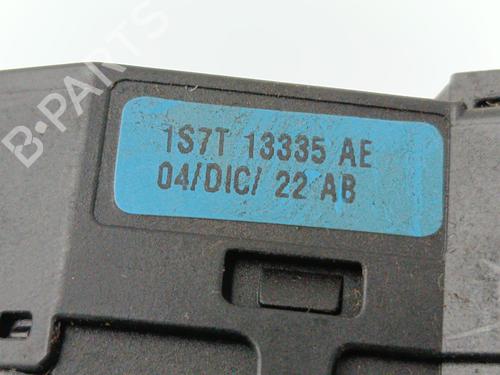 B-PARTS
1S7T 13335 AE
04/DIC/ 22 AB